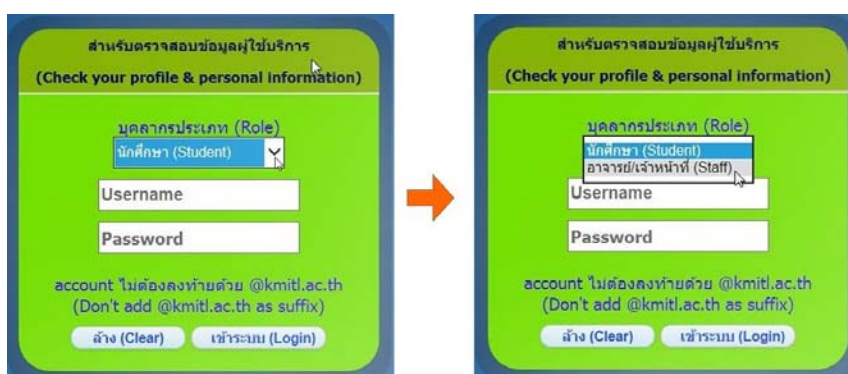 สำหรับตรวจสอบข้อมูลผู้ใช้บริการ
(Check your profile & personal information)
บุคลากรประเภท (Role)
นักศึกษา (Student)
Username
Password
account ไม่ต้องลงท้ายด้วย @kmitl.ac.th
(Don't add @kmitl.ac.th as suffix)
ล้าง (Clear) เข้าระบบ (Login)
สำหรับตรวจสอบข้อมูลผู้ใช้บริการ
(Check your profile & personal information)
บุคลากรประเภท (Role)
นักศึกษา (Student)
อาจารย์/เจ้าหน้าที่ (Staff)
Username
Password
account ไม่ต้องลงท้ายด้วย @kmitl.ac.th
(Don't add @kmitl.ac.th as suffix)
ล้าง (Clear) เข้าระบบ (Login)